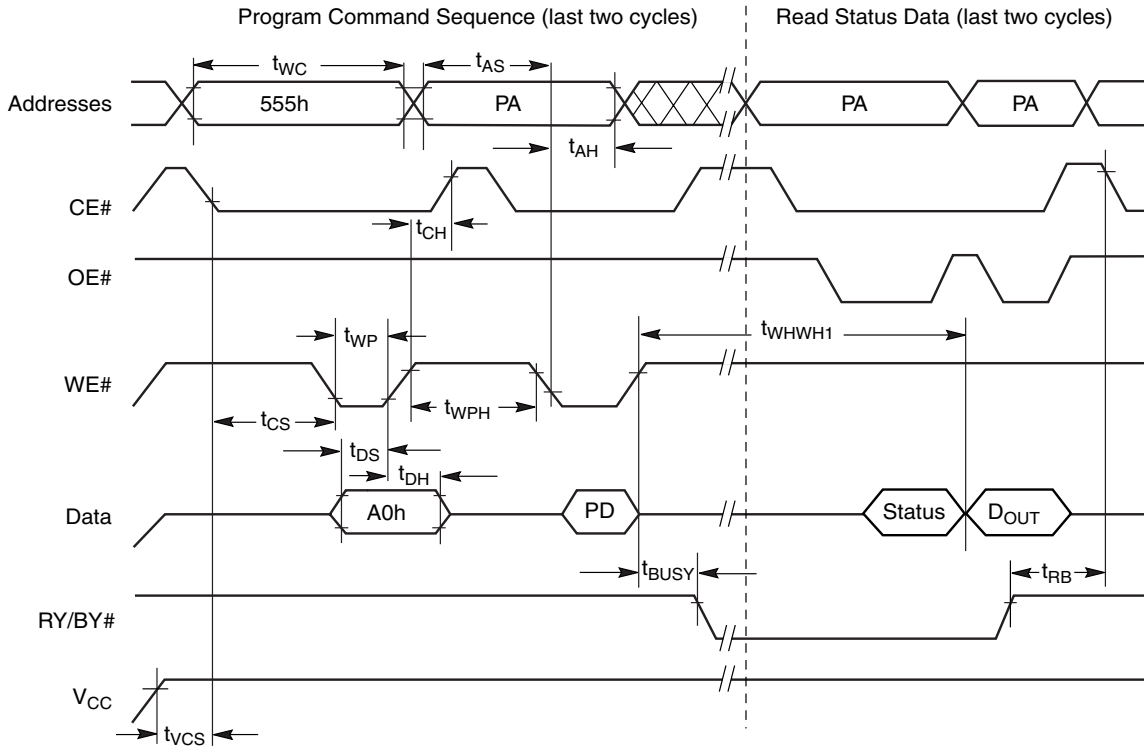 Program Command Sequence (last two cycles) Read Status Data (last two cycles)
tWC tAS
Addresses 555h PA PA PA
tAH
CE#
tCH
OE#
tWP tWHWH1
WE#
tCS tWPH
tDS
tDH
Data A0h PD Status DOUT
tBUSY tRB
RY/BY#
VCC
tVCS